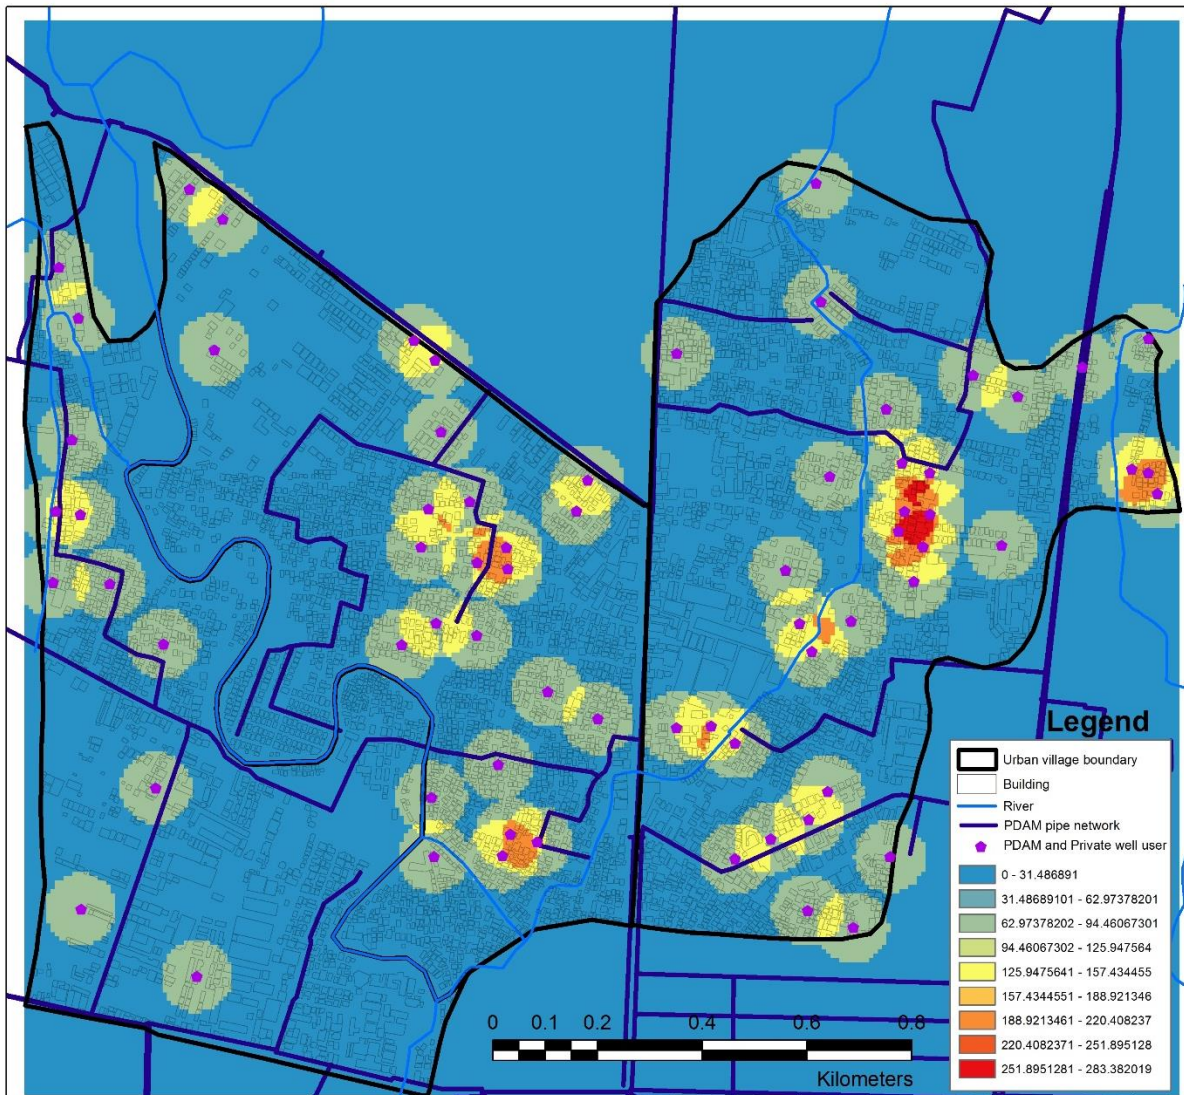 Legend
Urban village boundary
Building
River
PDAM pipe network
PDAM and Private well user
0 - 31.486891
31.48689101 - 62.97378201
62.97378202 - 94.46067301
94.46067302 - 125.947564
125.9475641 - 157.434455
157.4344551 - 188.921346
188.9213461 - 220.408237
220.4082371 - 251.895128
251.8951281 - 283.382019
0 0.1 0.2 0.4 0.6 0.8
Kilometers